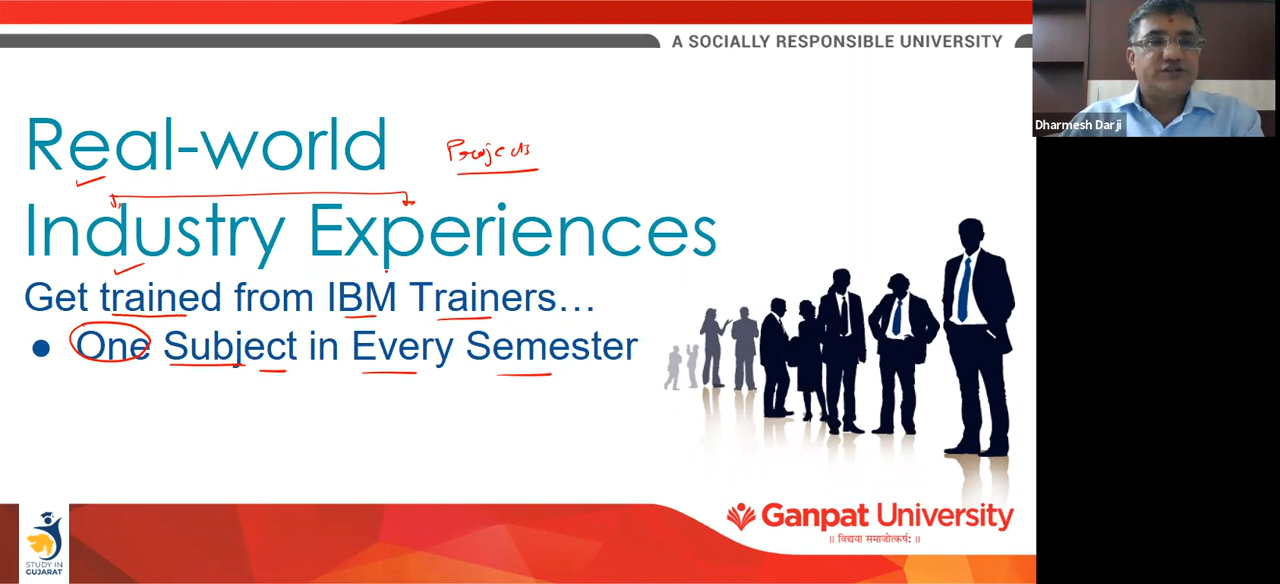 A SOCIALLY RESPONSIBLE UNIVERSITY
Dharmesh Darji
Real-world
Projects
Industry Experiences
Get trained from IBM Trainers…
● One Subject in Every Semester
Ganpat University
॥ विद्यया समाजोत्कर्षः ॥
STUDY IN
GUJARAT